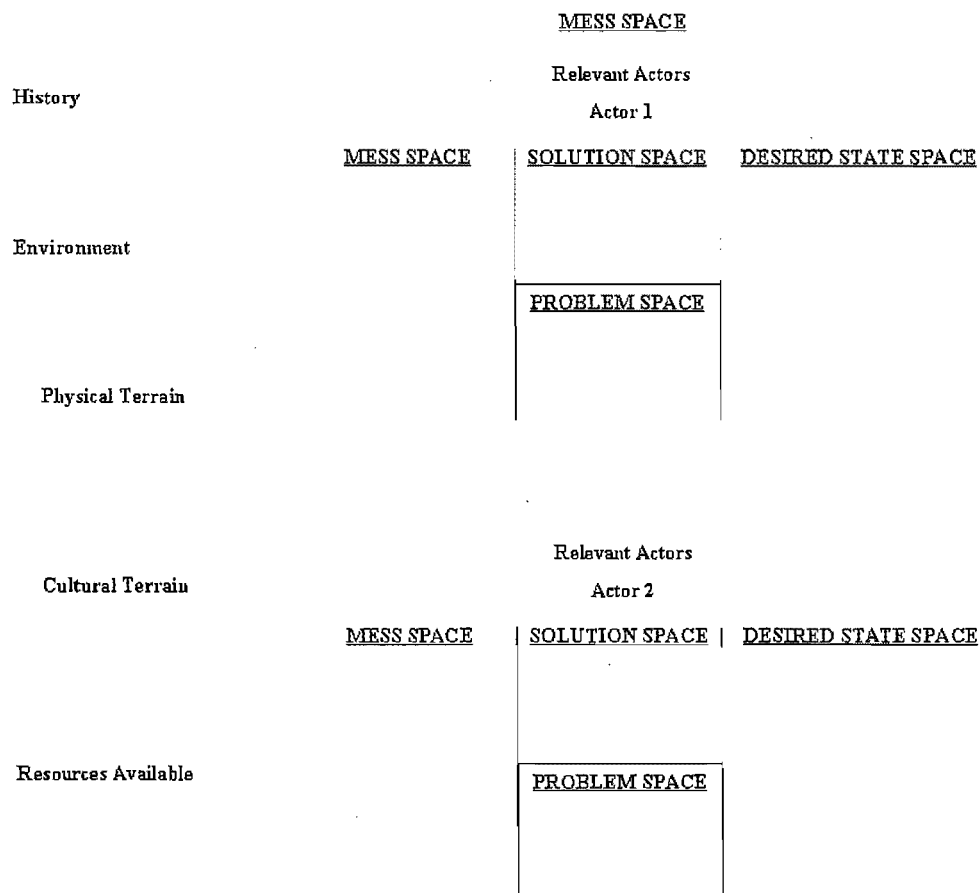 MESS SPACE
Relevant Actors
History
Actor 1
MESS SPACE SOLUTION SPACE DESIRED STATE SPACE
Environment
PROBLEM SPACE
Physical Terrain
Relevant Actors
Cultural Terrain
Actor 2
MESS SPACE SOLUTION SPACE DESIRED STATE SPACE
Resources Available
PROBLEM SPACE